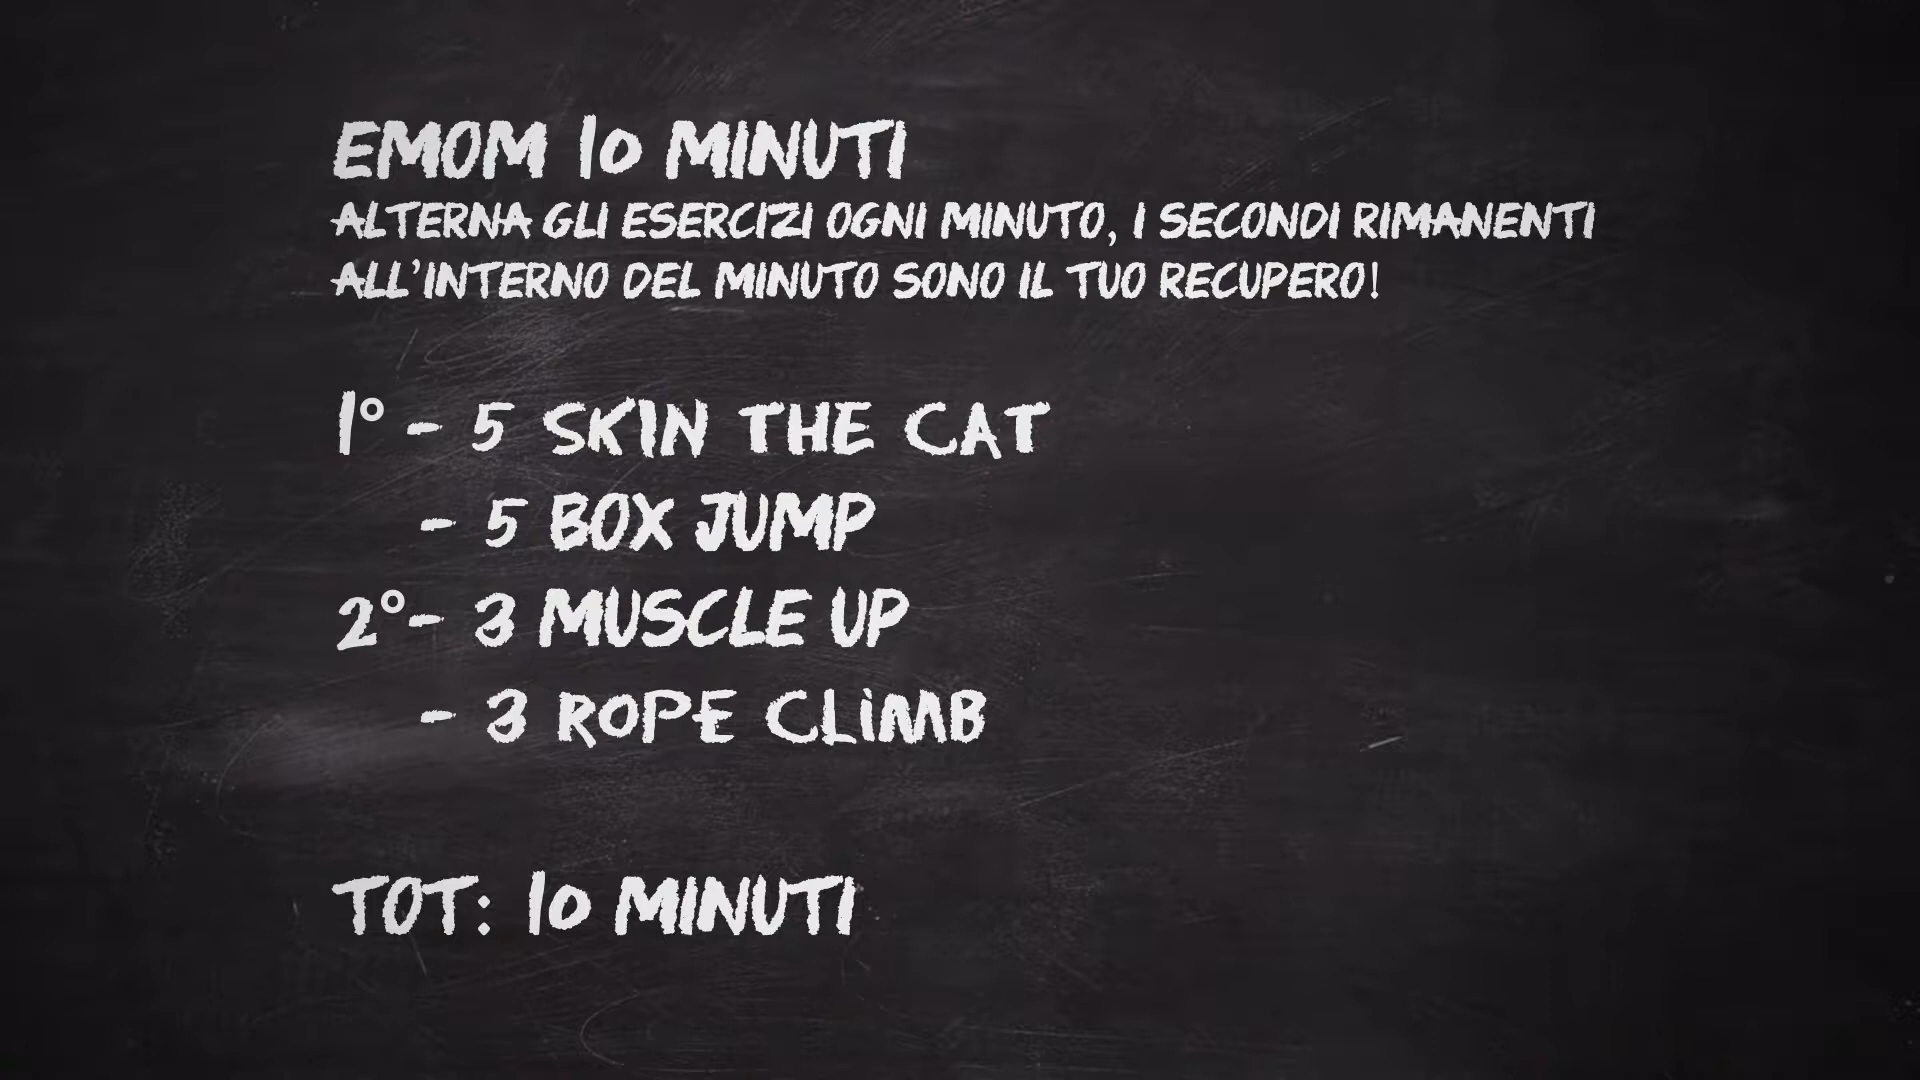 EMOM 10 MINUTI
ALTERNA GLI ESERCIZI OGNI MINUTO, I SECONDI RIMANENTI
ALL'INTERNO DEL MINUTO SONO IL TUO RECUPERO!
1° - 5 SKIN THE CAT
- 5 BOX JUMP
2°- 3 MUSCLE UP
- 3 ROPE CLIMB
TOT: 10 MINUTI